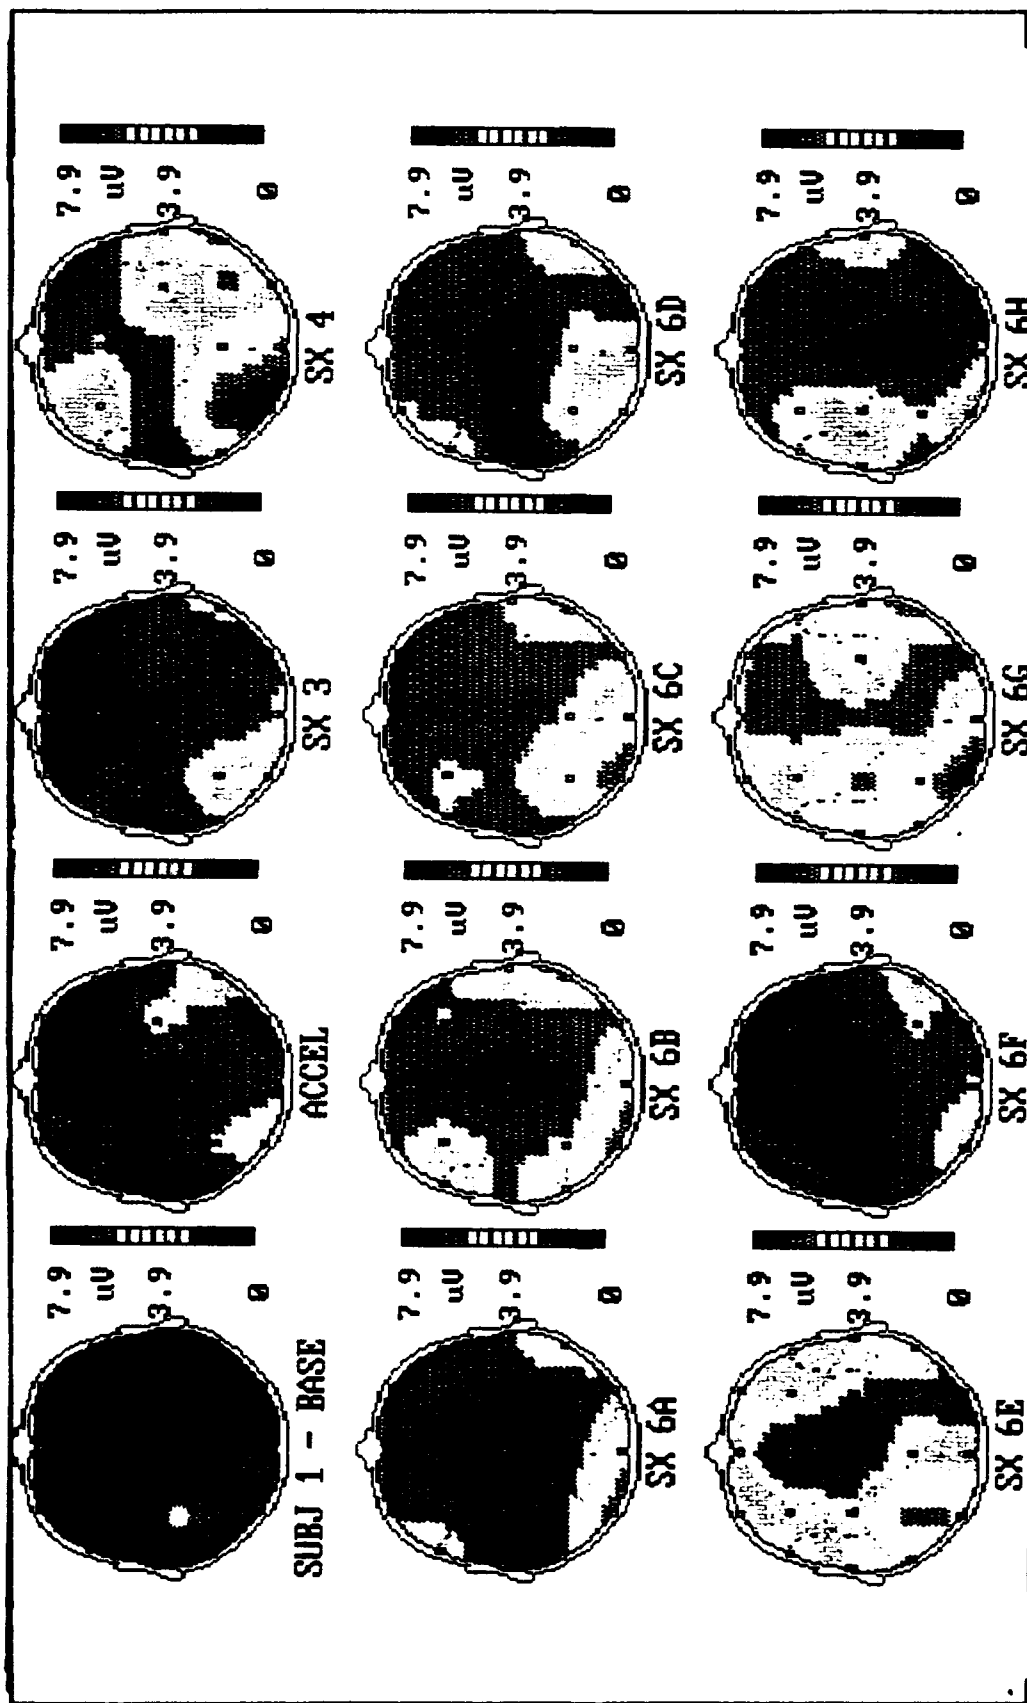 7.9
uV
3.9
0
SUBJ 1 - BASE
7.9
uV
3.9
0
ACCEL
7.9
uV
3.9
0
SX 3
7.9
uV
3.9
0
SX 4
7.9
uV
3.9
0
SX 6A
7.9
uV
3.9
0
SX 6B
7.9
uV
3.9
0
SX 6C
7.9
uV
3.9
0
SX 6D
7.9
uV
3.9
0
SX 6E
7.9
uV
3.9
0
SX 6F
7.9
uV
3.9
0
SX 6G
7.9
uV
3.9
0
SX 6H